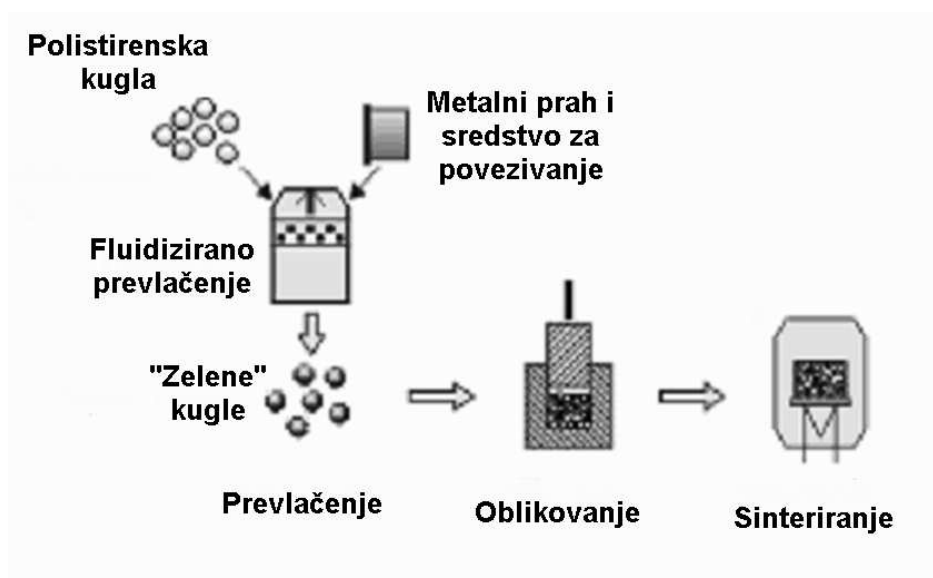 Polistirenska
kugla
Metalni prah i
sredstvo za
povezivanje
Fluidizirano
prevlačenje
"Zelene"
kugle
Prevlačenje
Oblikovanje
Sinteriranje